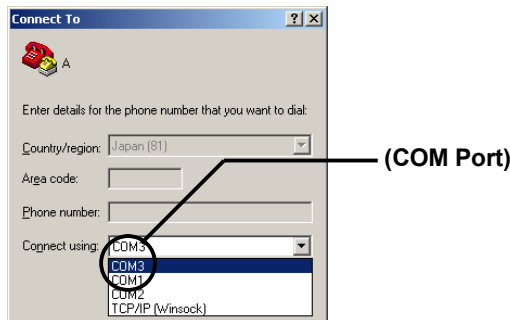 Connect To
A
Enter details for the phone number that you want to dial:
Country/region: Japan (81)
(COM Port)
Area code:
Phone number:
Connect using: COM3
COM3
COM1
COM2
TCP/IP (Winsock)